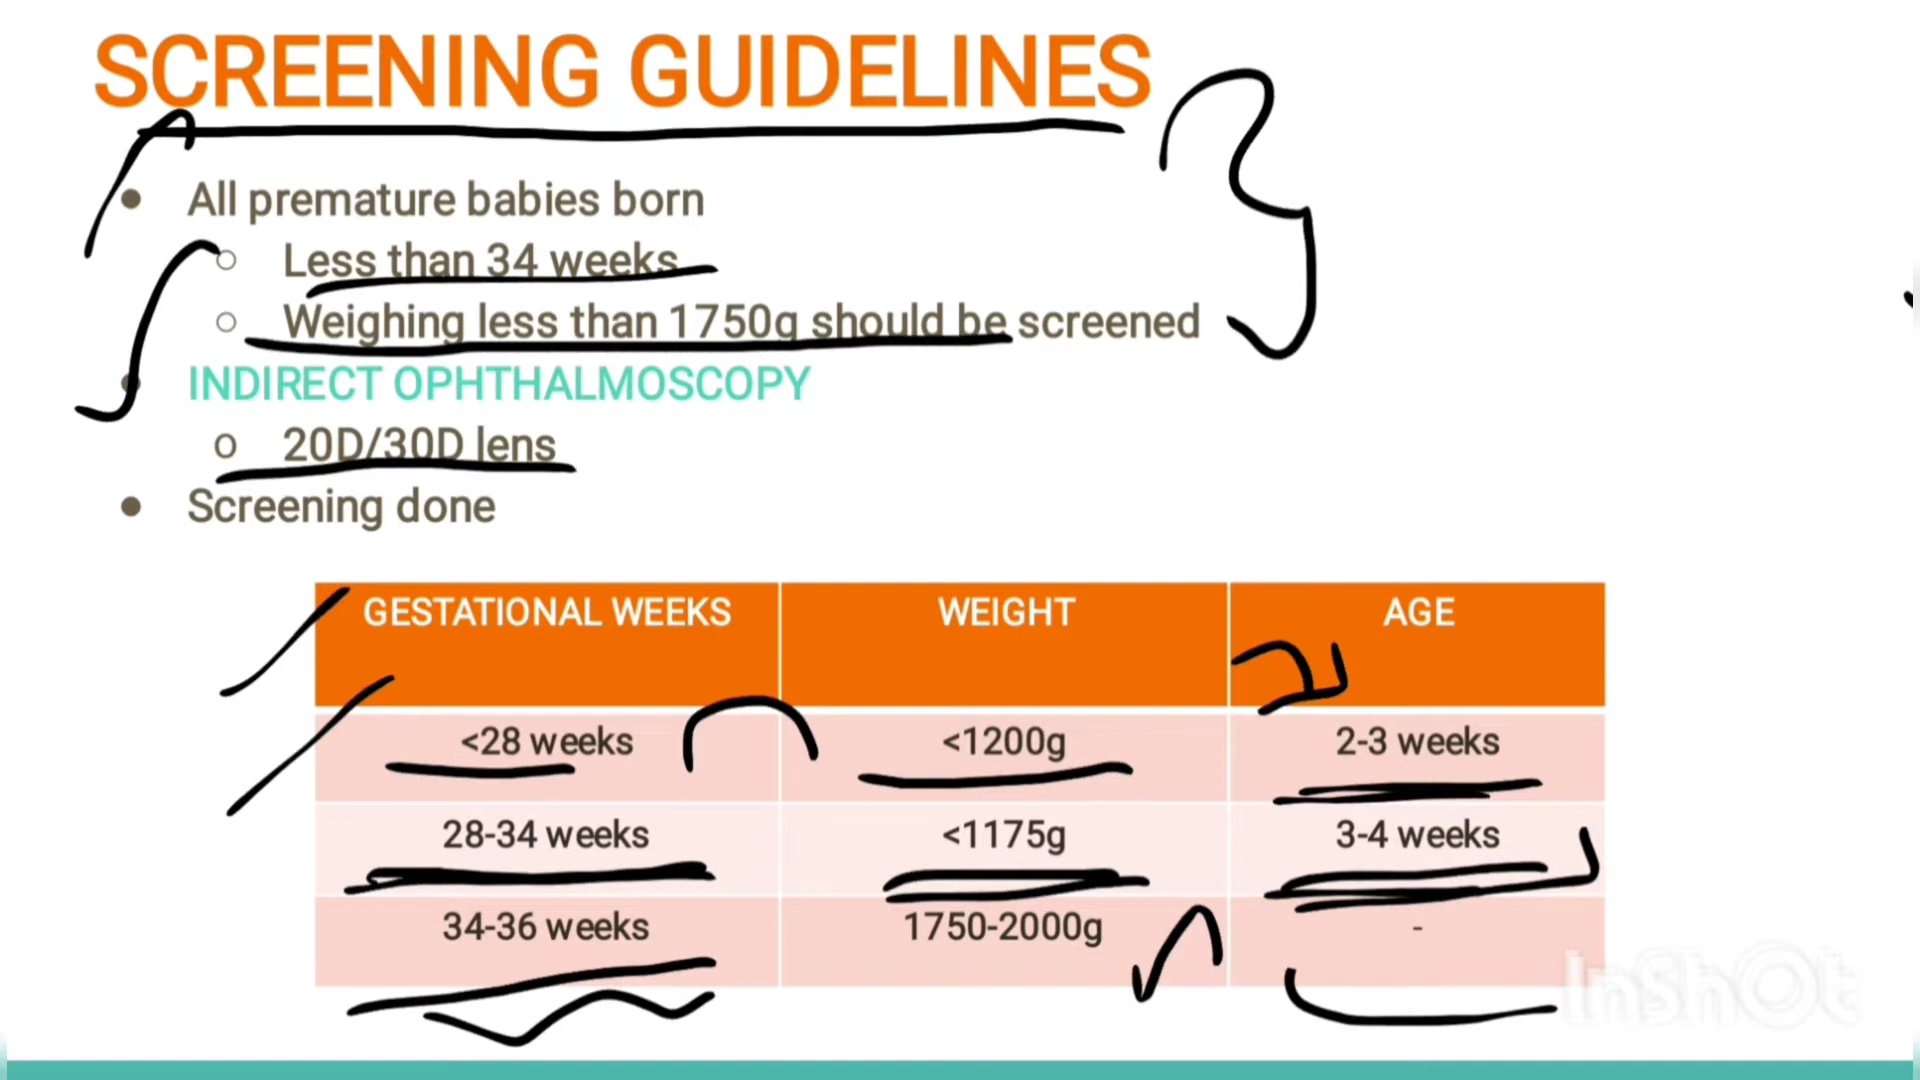 SCREENING GUIDELINES
All premature babies born
Less than 34 weeks
Weighing less than 1750g should be screened
INDIRECT OPHTHALMOSCOPY
20D/30D lens
Screening done
GESTATIONAL WEEKS WEIGHT AGE
<28 weeks <1200g 2-3 weeks
28-34 weeks <1175g 3-4 weeks
34-36 weeks 1750-2000g -
InShOt